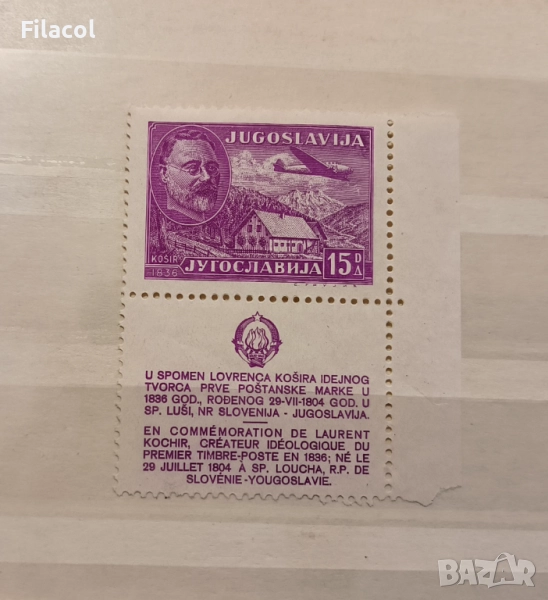 Filacol
JUGOSLAVIJA
KOŠIR
1836
ЈУГОСЛАВИЈА
15 D
Д
U SPOMEN LOVRENCA KOŠIRA IDEJNOG
TVORCA PRVE POŠTANSKE MARKE U
1836 GOD., ROĐENOG 29-VII-1804 GOD. U
SP. LUŠI, NR SLOVENIJA - JUGOSLAVIJA.
EN COMMÉMORATION DE LAURENT
KOCHIR, CRÉATEUR IDÉOLOGIQUE DU
PREMIER TIMBRE-POSTE EN 1836; NÉ LE
29 JUILLET 1804 À SP. LOUCHA, R.P. DE
SLOVÉNIE-YOUGOSLAVIE.
BAZAR